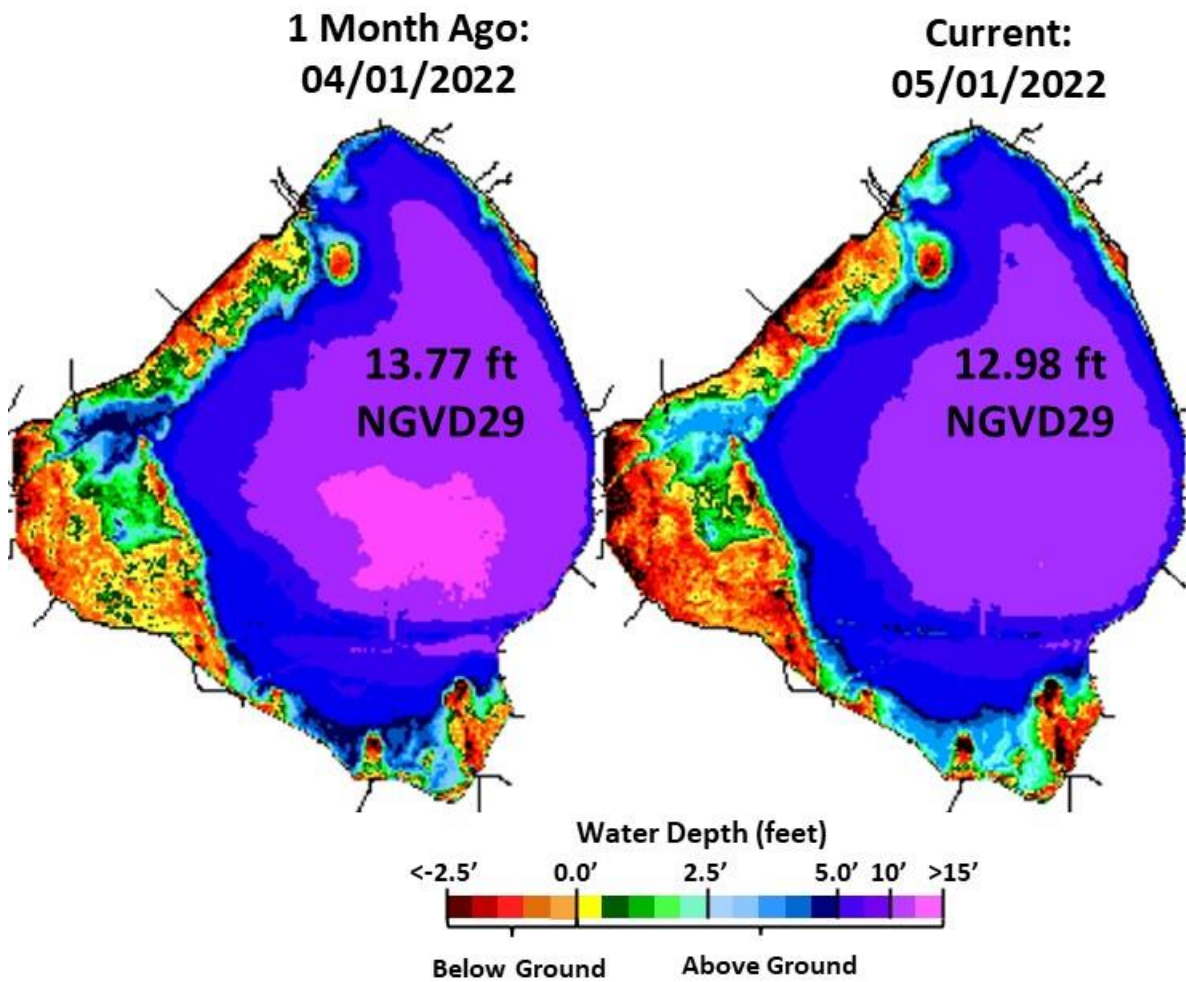 1 Month Ago:
04/01/2022
Current:
05/01/2022
13.77 ft
NGVD29
12.98 ft
NGVD29
Water Depth (feet)
<-2.5’ 0.0’ 2.5’ 5.0’ 10’ >15’
Below Ground Above Ground